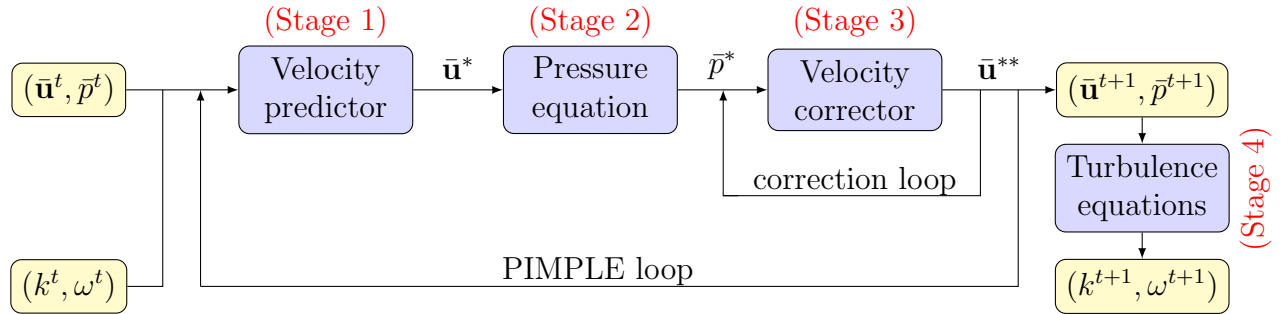 (Stage 1)
(Stage 2)
(Stage 3)
(ū^t, p̄^t)
Velocity
predictor
ū^*
Pressure
equation
p̄^*
Velocity
corrector
ū^{**}
(ū^{t+1}, p̄^{t+1})
correction loop
Turbulence
equations
(Stage 4)
(k^t, ω^t)
PIMPLE loop
(k^{t+1}, ω^{t+1})